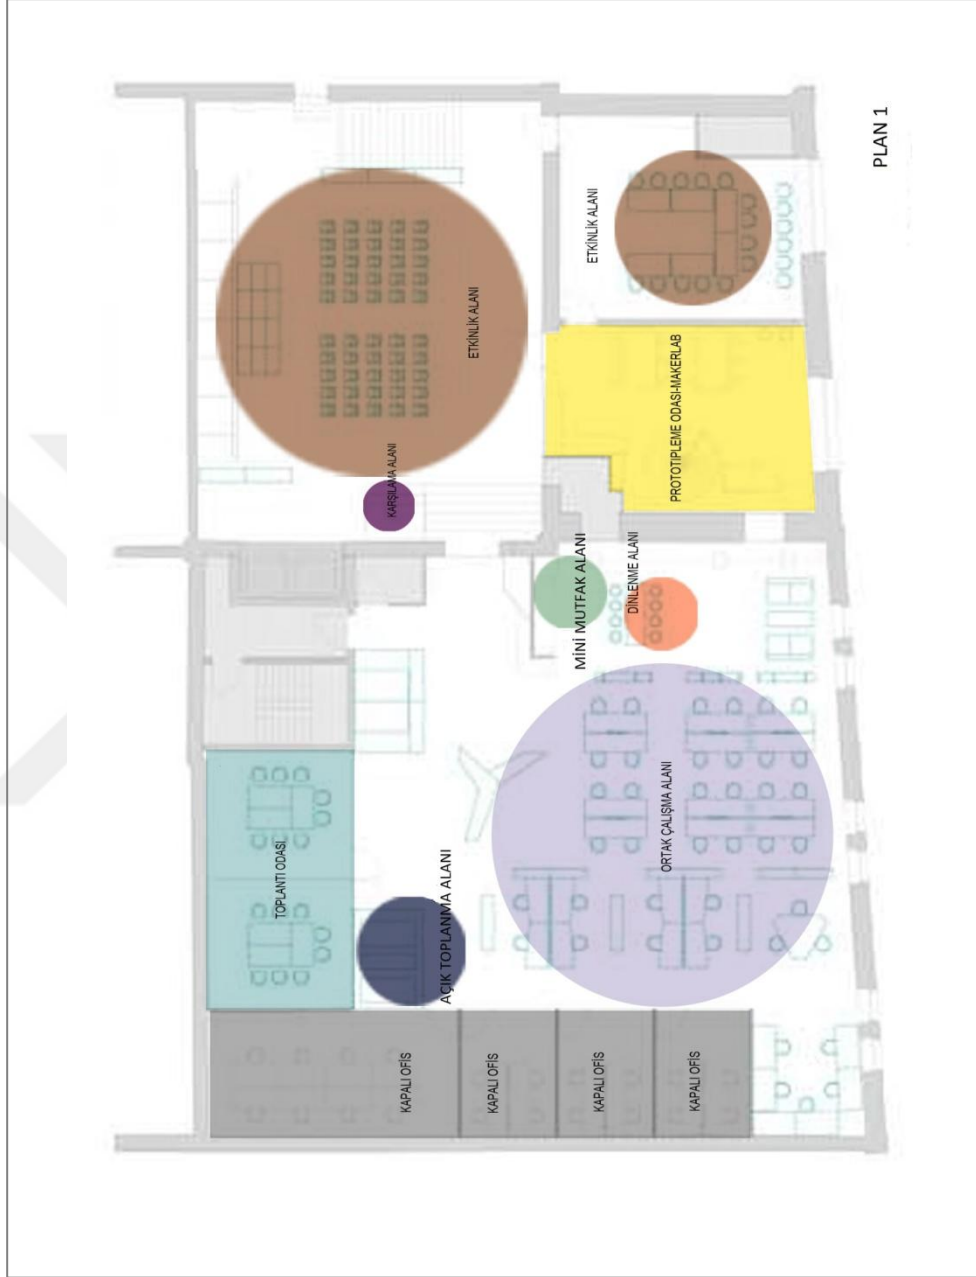 PLAN 1
ETKİNLİK ALANI
ETKİNLİK ALANI
PROTOTİPLEME ODASI-MAKERLAB
KARŞILAMA ALANI
MİNİ MUTFAK ALANI
DİNLENME ALANI
ORTAK ÇALIŞMA ALANI
TOPLANTI ODASI
AÇIK TOPLANMA ALANI
KAPALI OFİS
KAPALI OFİS
KAPALI OFİS
KAPALI OFİS